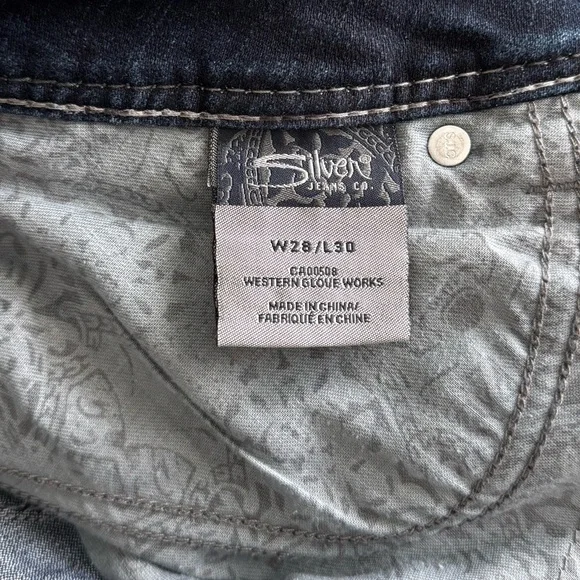 Silver®
JEANS CO.
W28/L30
CA00508
WESTERN GLOVE WORKS
MADE IN CHINA/
FABRIQUÉ EN CHINE